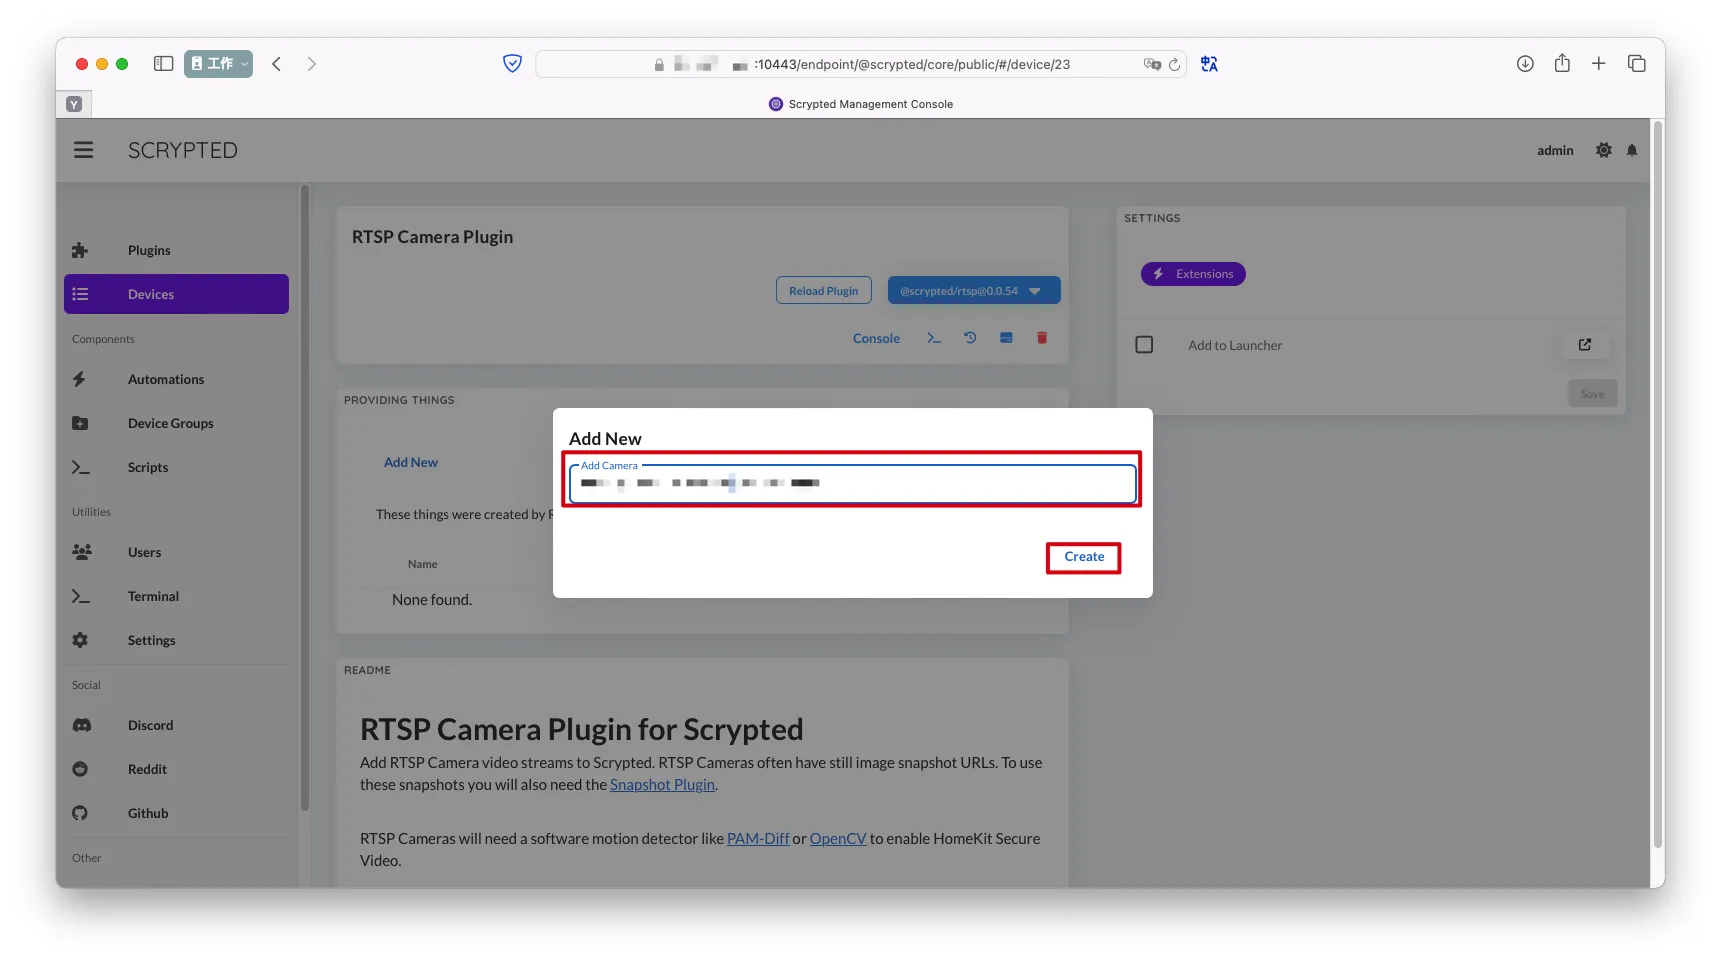 工作
:10443/endpoint/@scrypted/core/public/#/device/23
Y
Scrypted Management Console
SCRYPTED
admin
Plugins
Devices
Components
Automations
Device Groups
Scripts
Utilities
Users
Terminal
Settings
Social
Discord
Reddit
Github
Other
RTSP Camera Plugin
Reload Plugin
@scrypted/rtsp@0.0.54
Console
PROVIDING THINGS
Add New
These things were created by
Name
None found.
README
RTSP Camera Plugin for Scrypted
Add RTSP Camera video streams to Scrypted. RTSP Cameras often have still image snapshot URLs. To use
these snapshots you will also need the Snapshot Plugin.
RTSP Cameras will need a software motion detector like PAM-Diff or OpenCV to enable HomeKit Secure
Video.
SETTINGS
Extensions
Add to Launcher
Save
Add New
Add Camera
Create